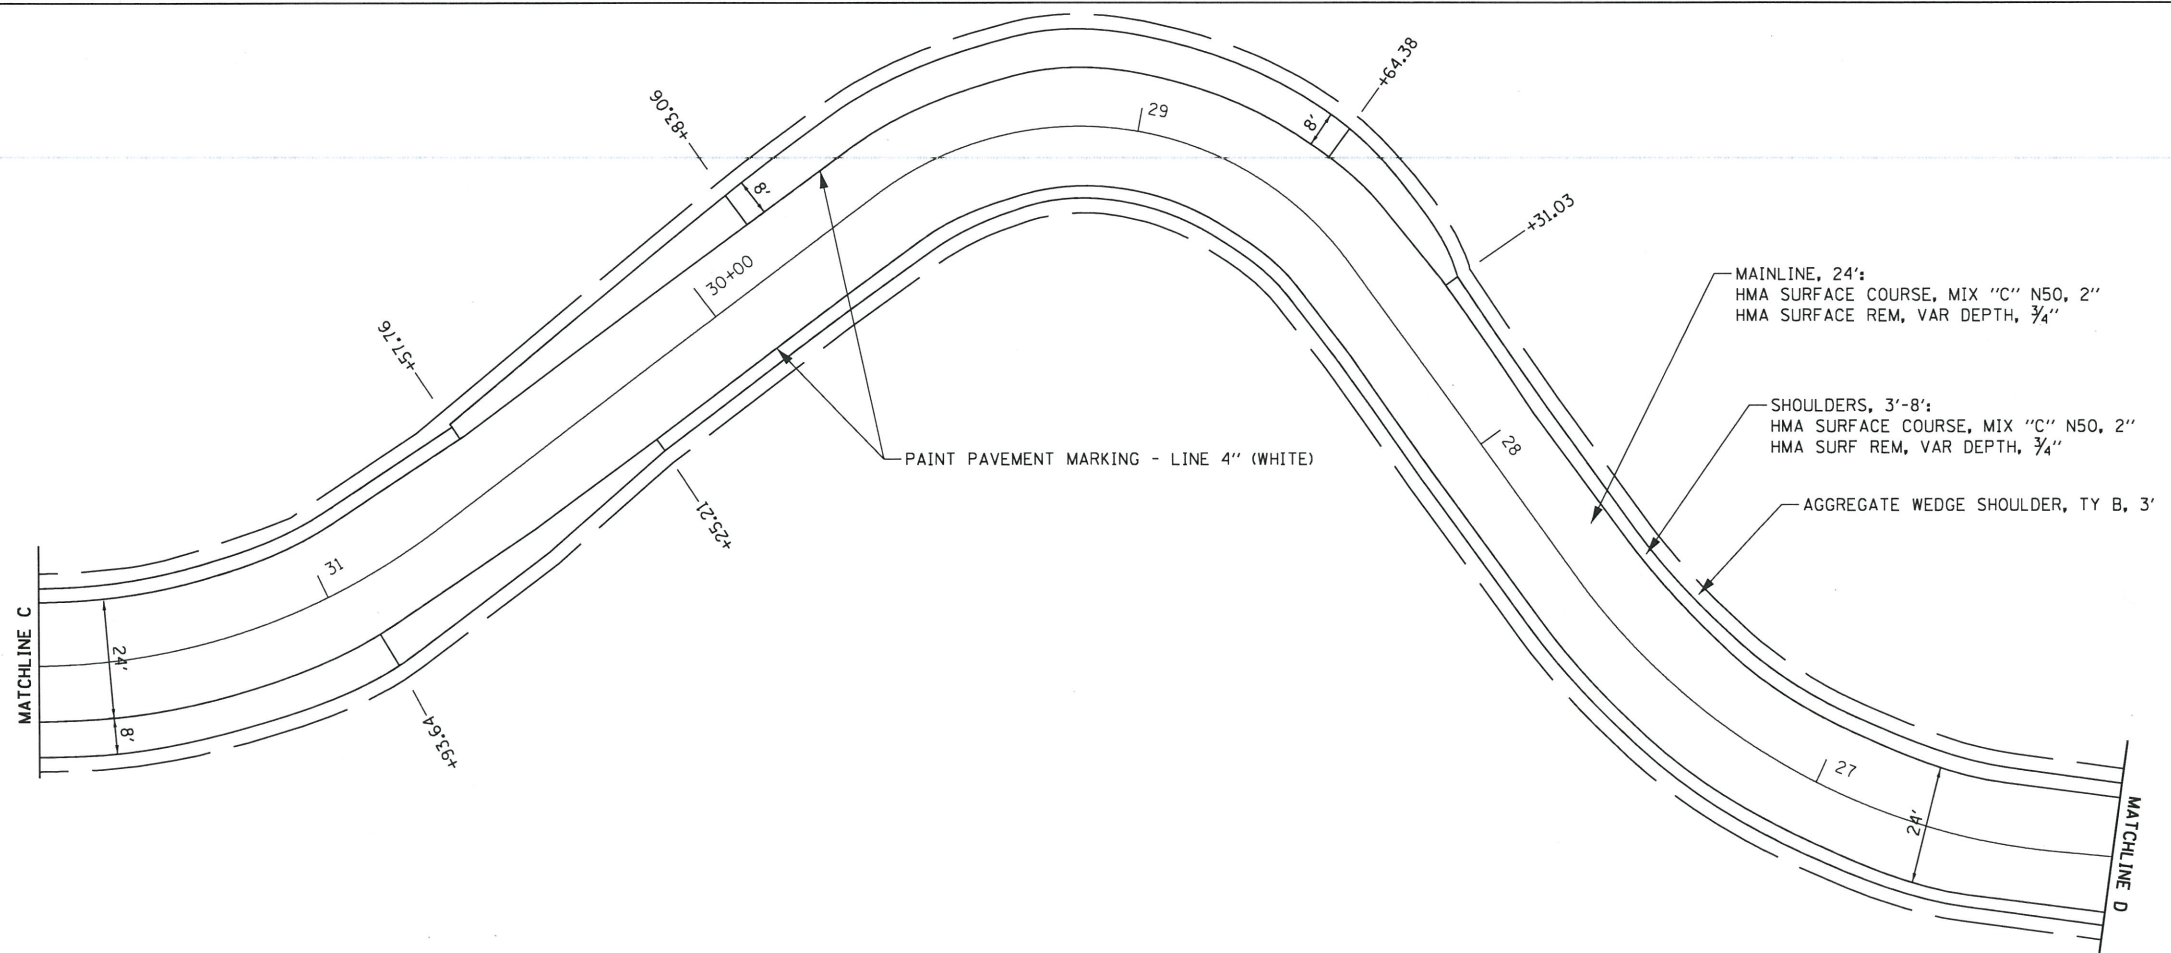 +64.38
29
+83.06
8'
8'
+31.03
30+00
MAINLINE, 24':
HMA SURFACE COURSE, MIX "C" N50, 2"
HMA SURFACE REM, VAR DEPTH, 3/4"
+57.76
SHOULDERS, 3'-8':
HMA SURFACE COURSE, MIX "C" N50, 2"
HMA SURF REM, VAR DEPTH, 3/4"
28
PAINT PAVEMENT MARKING - LINE 4" (WHITE)
AGGREGATE WEDGE SHOULDER, TY B, 3'
+25.21
31
MATCHLINE C
24'
8'
+93.64
27
24'
MATCHLINE D